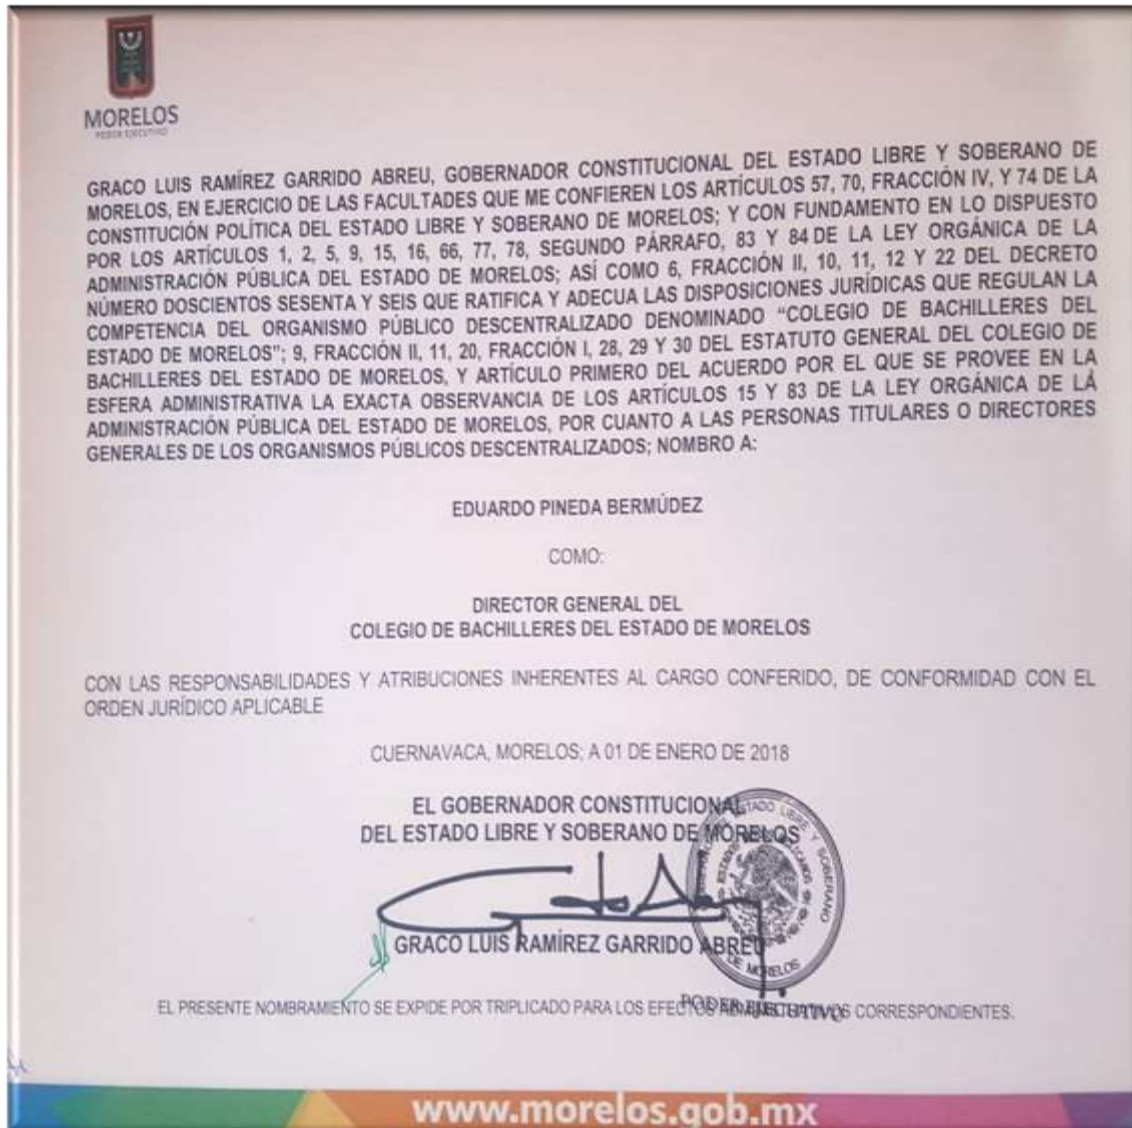 MORELOS
PODER EJECUTIVO
GRACO LUIS RAMÍREZ GARRIDO ABREU, GOBERNADOR CONSTITUCIONAL DEL ESTADO LIBRE Y SOBERANO DE
MORELOS, EN EJERCICIO DE LAS FACULTADES QUE ME CONFIEREN LOS ARTÍCULOS 57, 70, FRACCIÓN IV, Y 74 DE LA
CONSTITUCIÓN POLÍTICA DEL ESTADO LIBRE Y SOBERANO DE MORELOS; Y CON FUNDAMENTO EN LO DISPUESTO
POR LOS ARTÍCULOS 1, 2, 5, 9, 15, 16, 66, 77, 78, SEGUNDO PÁRRAFO, 83 Y 84 DE LA LEY ORGÁNICA DE LA
ADMINISTRACIÓN PÚBLICA DEL ESTADO DE MORELOS; ASÍ COMO 6, FRACCIÓN II, 10, 11, 12 Y 22 DEL DECRETO
NÚMERO DOSCIENTOS SESENTA Y SEIS QUE RATIFICA Y ADECUA LAS DISPOSICIONES JURÍDICAS QUE REGULAN LA
COMPETENCIA DEL ORGANISMO PÚBLICO DESCENTRALIZADO DENOMINADO “COLEGIO DE BACHILLERES DEL
ESTADO DE MORELOS”; 9, FRACCIÓN II, 11, 20, FRACCIÓN I, 28, 29 Y 30 DEL ESTATUTO GENERAL DEL COLEGIO DE
BACHILLERES DEL ESTADO DE MORELOS, Y ARTÍCULO PRIMERO DEL ACUERDO POR EL QUE SE PROVEE EN LA
ESFERA ADMINISTRATIVA LA EXACTA OBSERVANCIA DE LOS ARTÍCULOS 15 Y 83 DE LA LEY ORGÁNICA DE LA
ADMINISTRACIÓN PÚBLICA DEL ESTADO DE MORELOS, POR CUANTO A LAS PERSONAS TITULARES O DIRECTORES
GENERALES DE LOS ORGANISMOS PÚBLICOS DESCENTRALIZADOS; NOMBRO A:
EDUARDO PINEDA BERMÚDEZ
COMO:
DIRECTOR GENERAL DEL
COLEGIO DE BACHILLERES DEL ESTADO DE MORELOS
CON LAS RESPONSABILIDADES Y ATRIBUCIONES INHERENTES AL CARGO CONFERIDO, DE CONFORMIDAD CON EL
ORDEN JURÍDICO APLICABLE
CUERNAVACA, MORELOS; A 01 DE ENERO DE 2018
EL GOBERNADOR CONSTITUCIONAL
DEL ESTADO LIBRE Y SOBERANO DE MORELOS
ESTADO LIBRE Y SOBERANO
DE MORELOS
GRACO LUIS RAMÍREZ GARRIDO ABREU
PODER EJECUTIVO
EL PRESENTE NOMBRAMIENTO SE EXPIDE POR TRIPLICADO PARA LOS EFECTOS ADMINISTRATIVOS CORRESPONDIENTES.
www.morelos.gob.mx